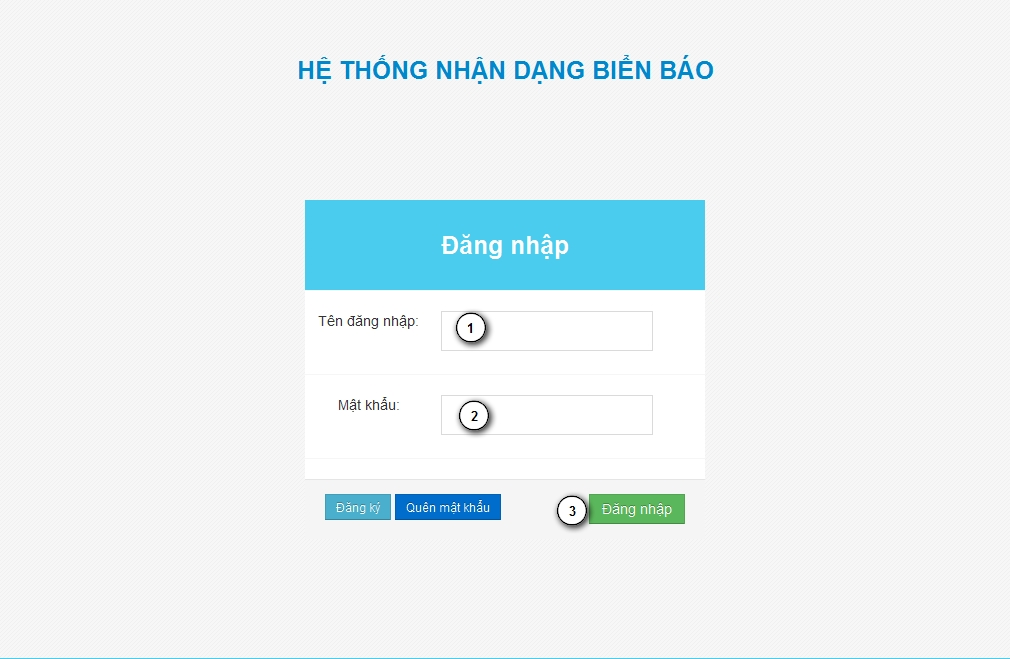 HỆ THỐNG NHẬN DẠNG BIỂN BÁO
Đăng nhập
Tên đăng nhập: 1
Mật khẩu: 2
Đăng ký Quên mật khẩu 3 Đăng nhập